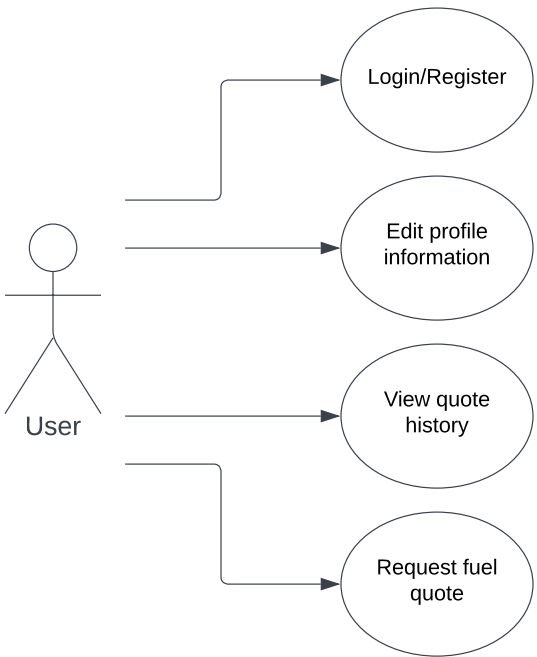 Login/Register
Edit profile
information
User
View quote
history
Request fuel
quote